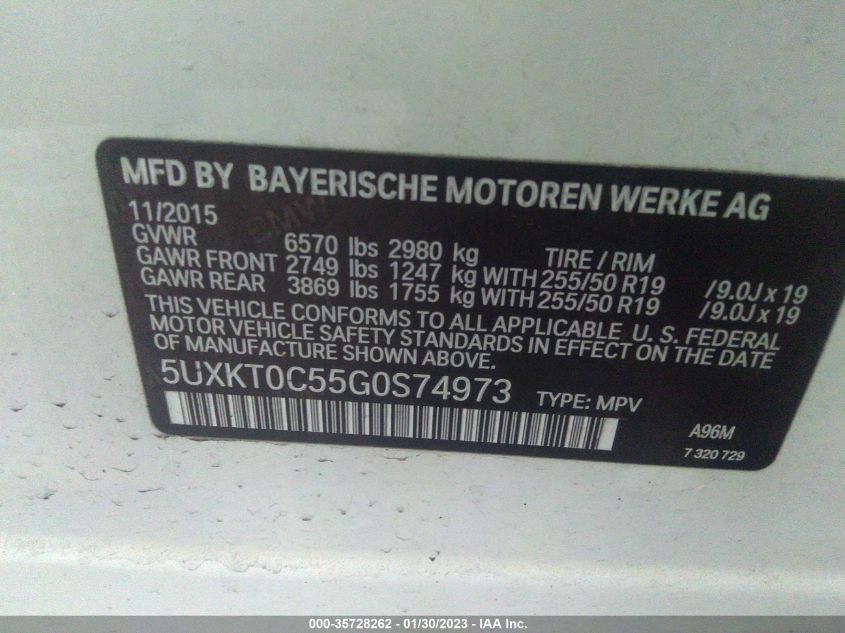 MFD BY BAYERISCHE MOTOREN WERKE AG
11/2015
GVWR 6570 lbs 2980 kg TIRE / RIM
GAWR FRONT 2749 lbs 1247 kg WITH 255/50 R19 /9.0J x 19
GAWR REAR 3869 lbs 1755 kg WITH 255/50 R19 /9.0J x 19
THIS VEHICLE CONFORMS TO ALL APPLICABLE U. S. FEDERAL
MOTOR VEHICLE SAFETY STANDARDS IN EFFECT ON THE DATE
OF MANUFACTURE SHOWN ABOVE.
5UXKT0C55G0S74973 TYPE: MPV
A96M
7 320 729
000-35728262 - 01/30/2023 - IAA Inc.